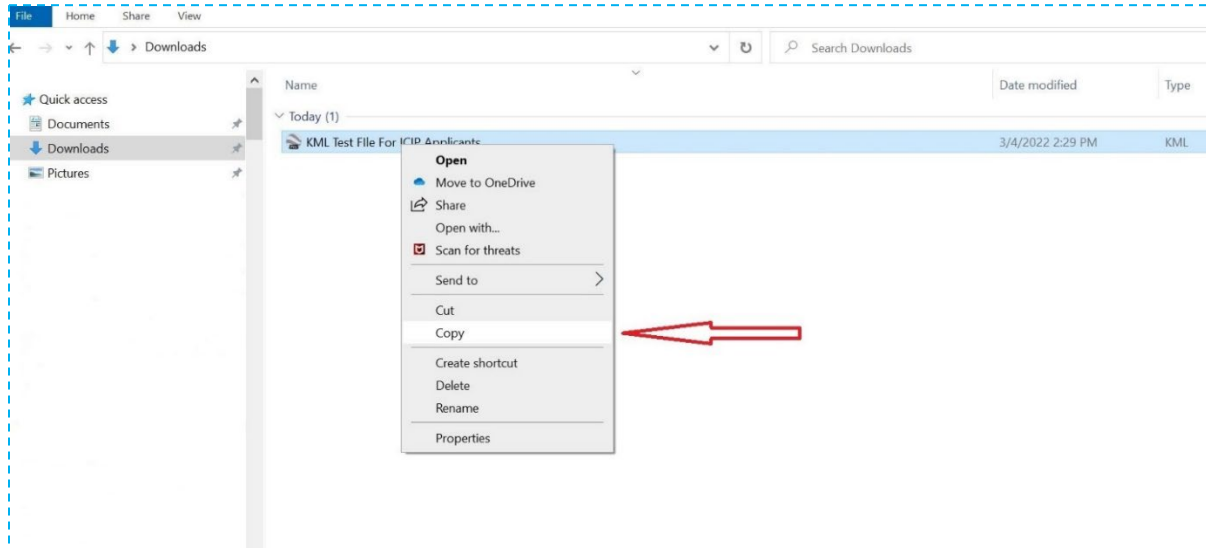 File Home Share View
Downloads Search Downloads
Name Date modified Type
Quick access
Today (1)
Documents
KML Test FIle For ICIP Applicants 3/4/2022 2:29 PM KML
Downloads
Open
Pictures
Move to OneDrive
Share
Open with...
Scan for threats
Send to
Cut
Copy
Create shortcut
Delete
Rename
Properties